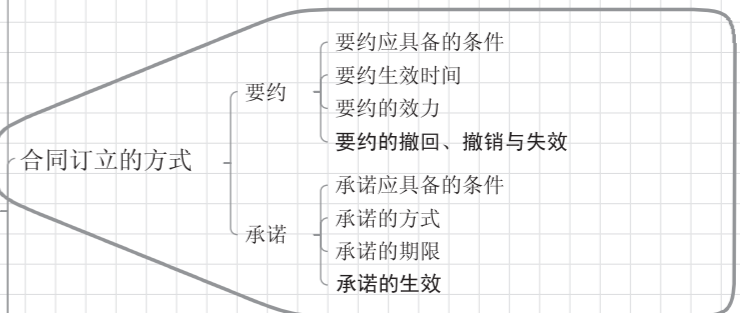 合同订立的方式
要约
要约应具备的条件
要约生效时间
要约的效力
要约的撤回、撤销与失效
承诺
承诺应具备的条件
承诺的方式
承诺的期限
承诺的生效